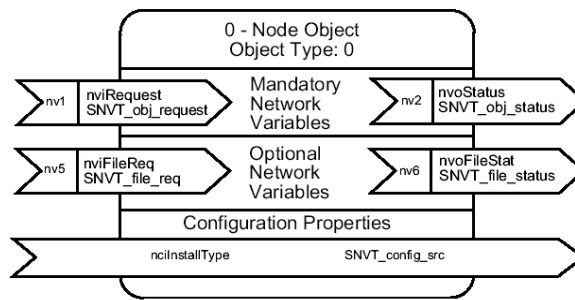 0 - Node Object
Object Type: 0
nv1
nviRequest
SNVT_obj_request
Mandatory
Network
Variables
nv2
nvoStatus
SNVT_obj_status
nv5
nviFileReq
SNVT_file_req
Optional
Network
Variables
nv6
nvoFileStat
SNVT_file_status
Configuration Properties
nciInstallType SNVT_config_src